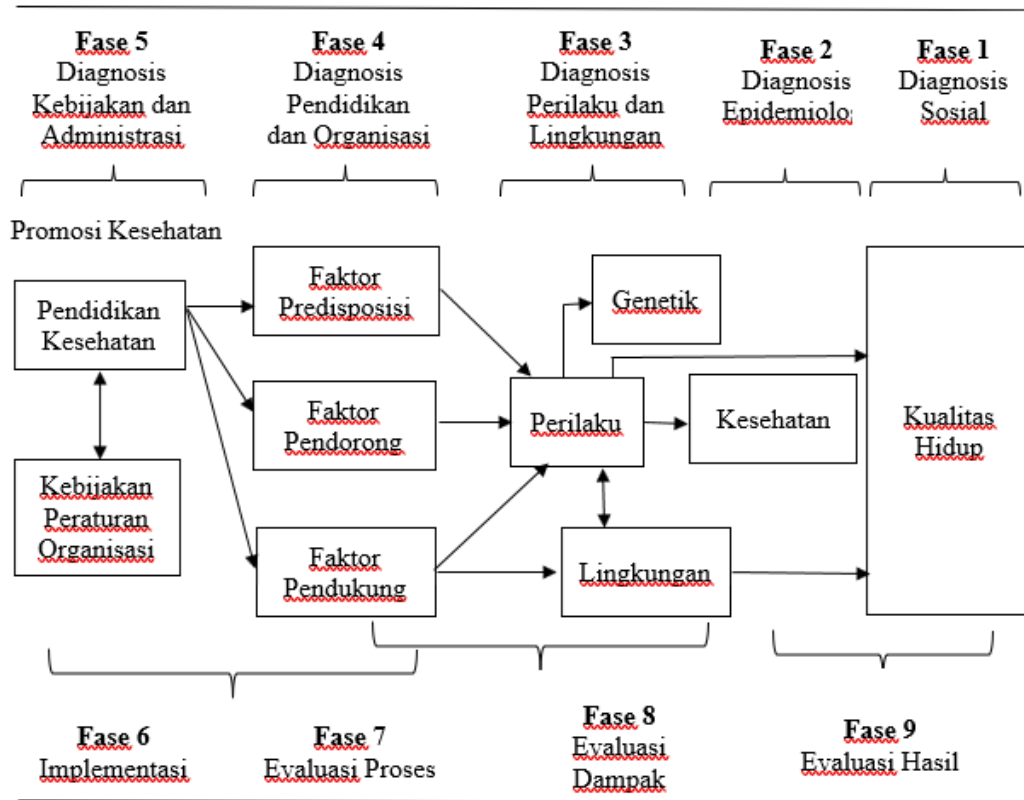 Fase 5
Diagnosis
Kebijakan dan
Administrasi
Fase 4
Diagnosis
Pendidikan
dan Organisasi
Fase 3
Diagnosis
Perilaku dan
Lingkungan
Fase 2
Diagnosis
Epidemiolo
Fase 1
Diagnosis
Sosial
Promosi Kesehatan
Pendidikan
Kesehatan
Kebijakan
Peraturan
Organisasi
Faktor
Predisposisi
Faktor
Pendorong
Faktor
Pendukung
Genetik
Perilaku
Kesehatan
Lingkungan
Kualitas
Hidup
Fase 6
Implementasi
Fase 7
Evaluasi Proses
Fase 8
Evaluasi
Dampak
Fase 9
Evaluasi Hasil